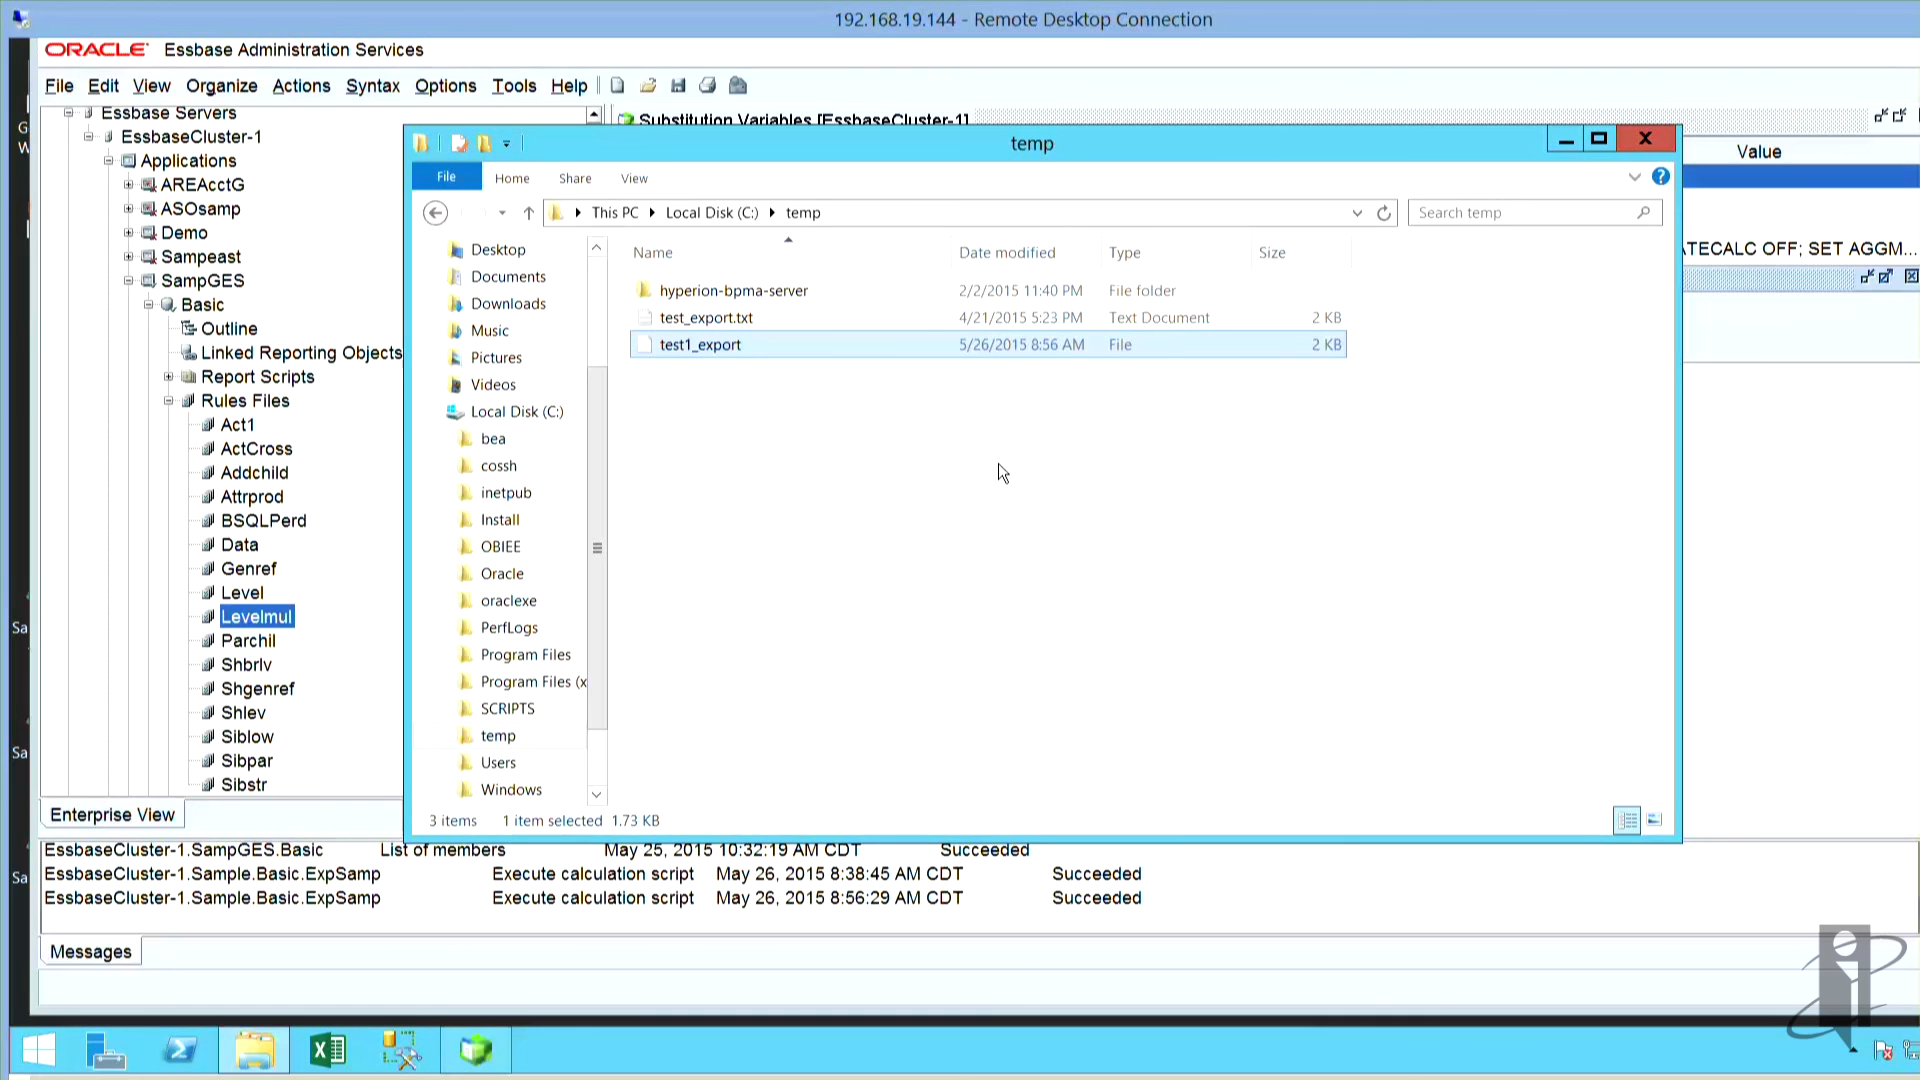 192.168.19.144 - Remote Desktop Connection
ORACLE Essbase Administration Services
File Edit View Organize Actions Syntax Options Tools Help
Essbase Servers
EssbaseCluster-1
Applications
AREAcctG
ASOsamp
Demo
Sampeast
SampGES
Basic
Outline
Linked Reporting Objects
Report Scripts
Rules Files
Act1
ActCross
Addchild
Attrprod
BSQLPerd
Data
Genref
Level
Levelmul
Parchil
Shbrlv
Shgenref
Shlev
Siblow
Sibpar
Sibstr
Enterprise View
Substitution Variables [EssbaseCluster-1]
Value
TECALC OFF; SET AGGM...
temp
File Home Share View
This PC Local Disk (C:) temp
Search temp
Desktop
Documents
Downloads
Music
Pictures
Videos
Local Disk (C:)
bea
cossh
inetpub
Install
OBIEE
Oracle
oraclexe
PerfLogs
Program Files
Program Files (x
SCRIPTS
temp
Users
Windows
Name Date modified Type Size
hyperion-bpma-server 2/2/2015 11:40 PM File folder
test_export.txt 4/21/2015 5:23 PM Text Document 2 KB
test1_export 5/26/2015 8:56 AM File 2 KB
3 items 1 item selected 1.73 KB
EssbaseCluster-1.SampGES.Basic List of members May 25, 2015 10:32:19 AM CDT Succeeded
EssbaseCluster-1.Sample.Basic.ExpSamp Execute calculation script May 26, 2015 8:38:45 AM CDT Succeeded
EssbaseCluster-1.Sample.Basic.ExpSamp Execute calculation script May 26, 2015 8:56:29 AM CDT Succeeded
Messages
G
W
Sa
Sa
Sa